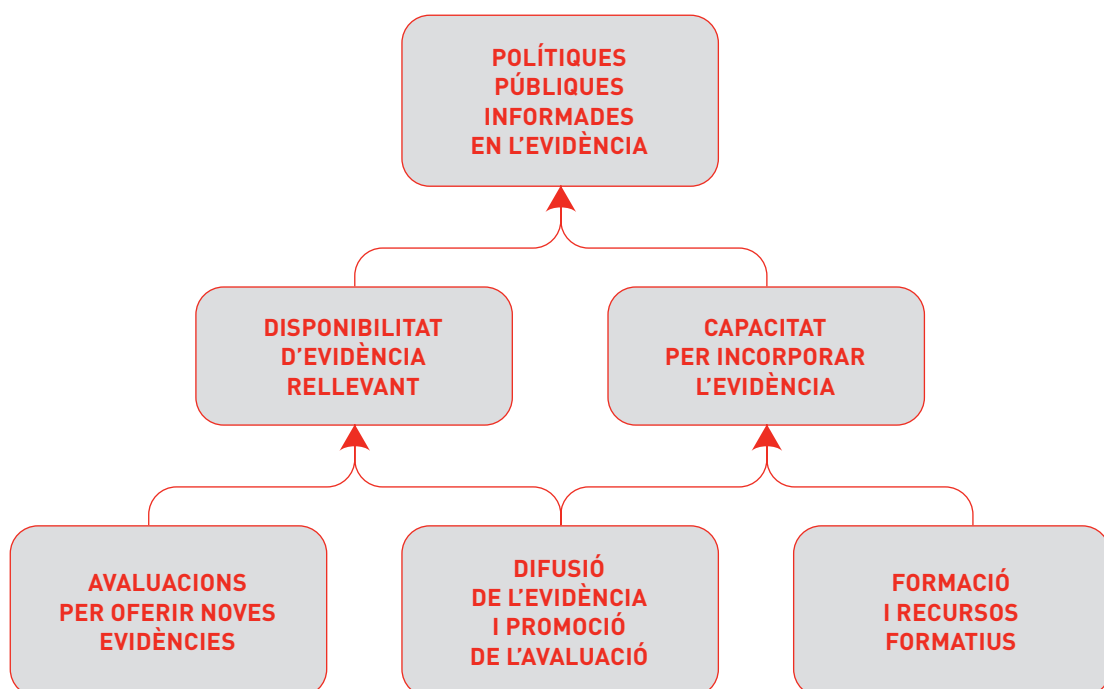 POLÍTIQUES
PÚBLIQUES
INFORMADES
EN L'EVIDÈNCIA
DISPONIBILITAT
D'EVIDÈNCIA
RELLEVANT
CAPACITAT
PER INCORPORAR
L'EVIDÈNCIA
AVALUACIONS
PER OFERIR NOVES
EVIDÈNCIES
DIFUSIÓ
DE L'EVIDÈNCIA
I PROMOCIÓ
DE L'AVALUACIÓ
FORMACIÓ
I RECURSOS
FORMATIUS